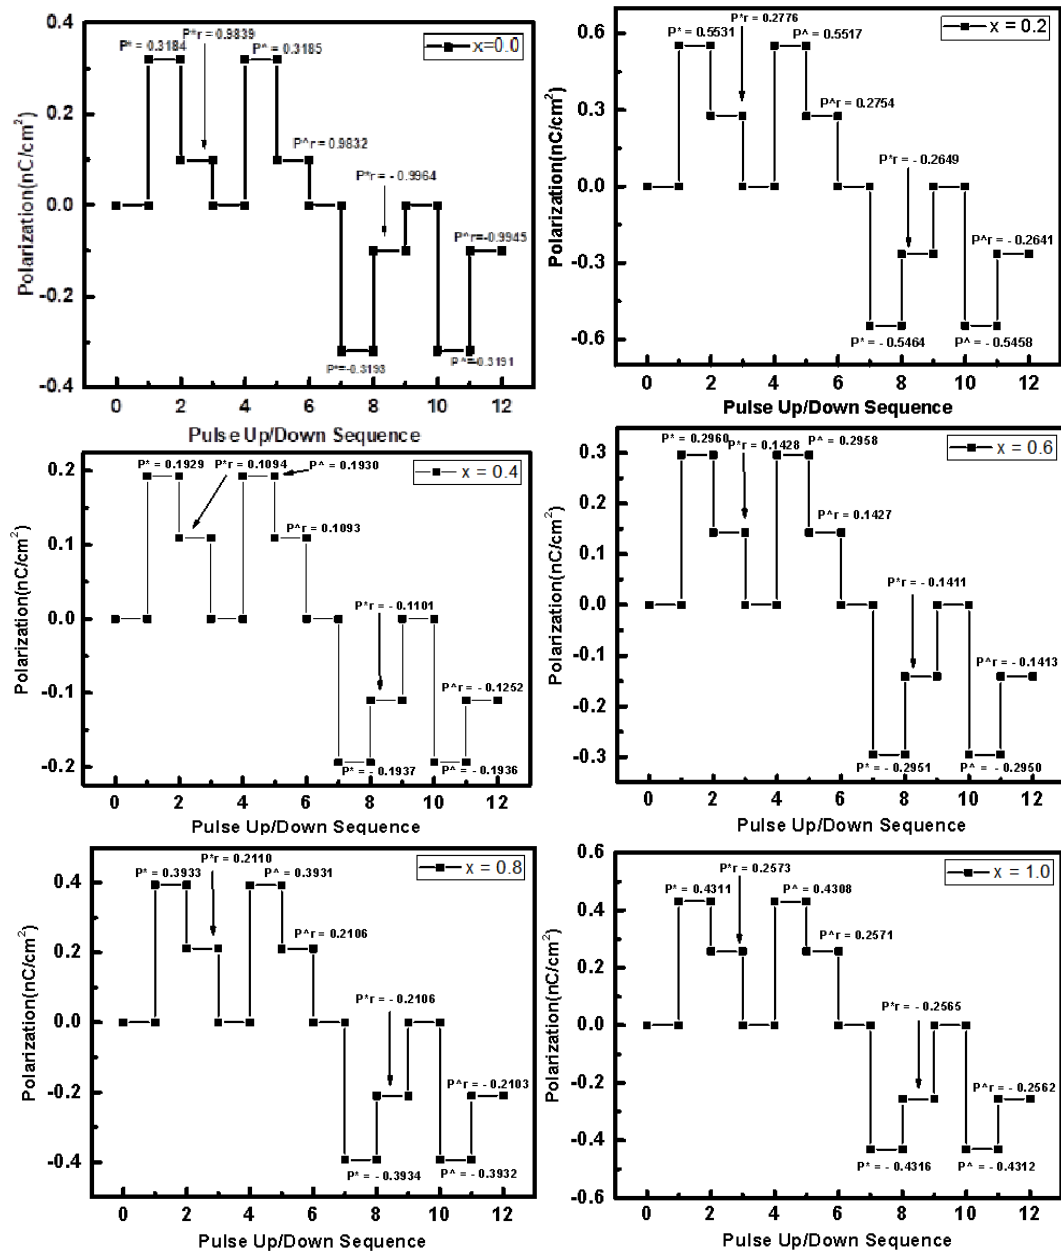 P* = 0.3184
P*r = 0.9839
P^ = 0.3185
x=0.0
0.4
0.2
0.0
-0.2
-0.4
P^r = 0.9832
P*r = - 0.9964
P^r=-0.9945
P*=-0.3193
P^=-0.3191
0 2 4 6 8 10 12
Polarization(nC/cm2)
Pulse Up/Down Sequence
P* = 0.5531
P*r = 0.2776
P^ = 0.5517
x = 0.2
0.6
0.3
0.0
-0.3
-0.6
P^r = 0.2754
P*r = - 0.2649
P^r = - 0.2641
P* = - 0.5464
P^ = - 0.5458
0 2 4 6 8 10 12
Polarization(nC/cm2)
Pulse Up/Down Sequence
P* = 0.1929
P*r = 0.1094
P^ = 0.1930
x = 0.4
0.2
0.1
0.0
-0.1
-0.2
P^r = 0.1093
P*r = - 0.1101
P^r = - 0.1252
P* = - 0.1937
P^ = - 0.1936
0 2 4 6 8 10 12
Polarization(nC/cm2)
Pulse Up/Down Sequence
P* = 0.2960
P*r = 0.1428
P^ = 0.2958
x = 0.6
0.3
0.2
0.1
0.0
-0.1
-0.2
-0.3
P^r = 0.1427
P*r = -0.1411
P^r = -0.1413
P* = - 0.2951
P^ = - 0.2950
0 2 4 6 8 10 12
Polarization(nC/cm2)
Pulse Up/Down Sequence
P* = 0.3933
P*r = 0.2110
P^ = 0.3931
x = 0.8
0.4
0.2
0.0
-0.2
-0.4
P^r = 0.2106
P*r = - 0.2106
P^r = - 0.2103
P* = - 0.3934
P^ = - 0.3932
0 2 4 6 8 10 12
Polarization(nC/cm2)
Pulse Up/Down Sequence
P* = 0.4311
P*r = 0.2573
P^ = 0.4308
x = 1.0
0.6
0.4
0.2
0.0
-0.2
-0.4
-0.6
P^r = 0.2571
P*r = - 0.2565
P^r = - 0.2562
P* = - 0.4316
P^ = - 0.4312
0 2 4 6 8 10 12
Polarization(nC/cm2)
Pulse Up/Down Sequence